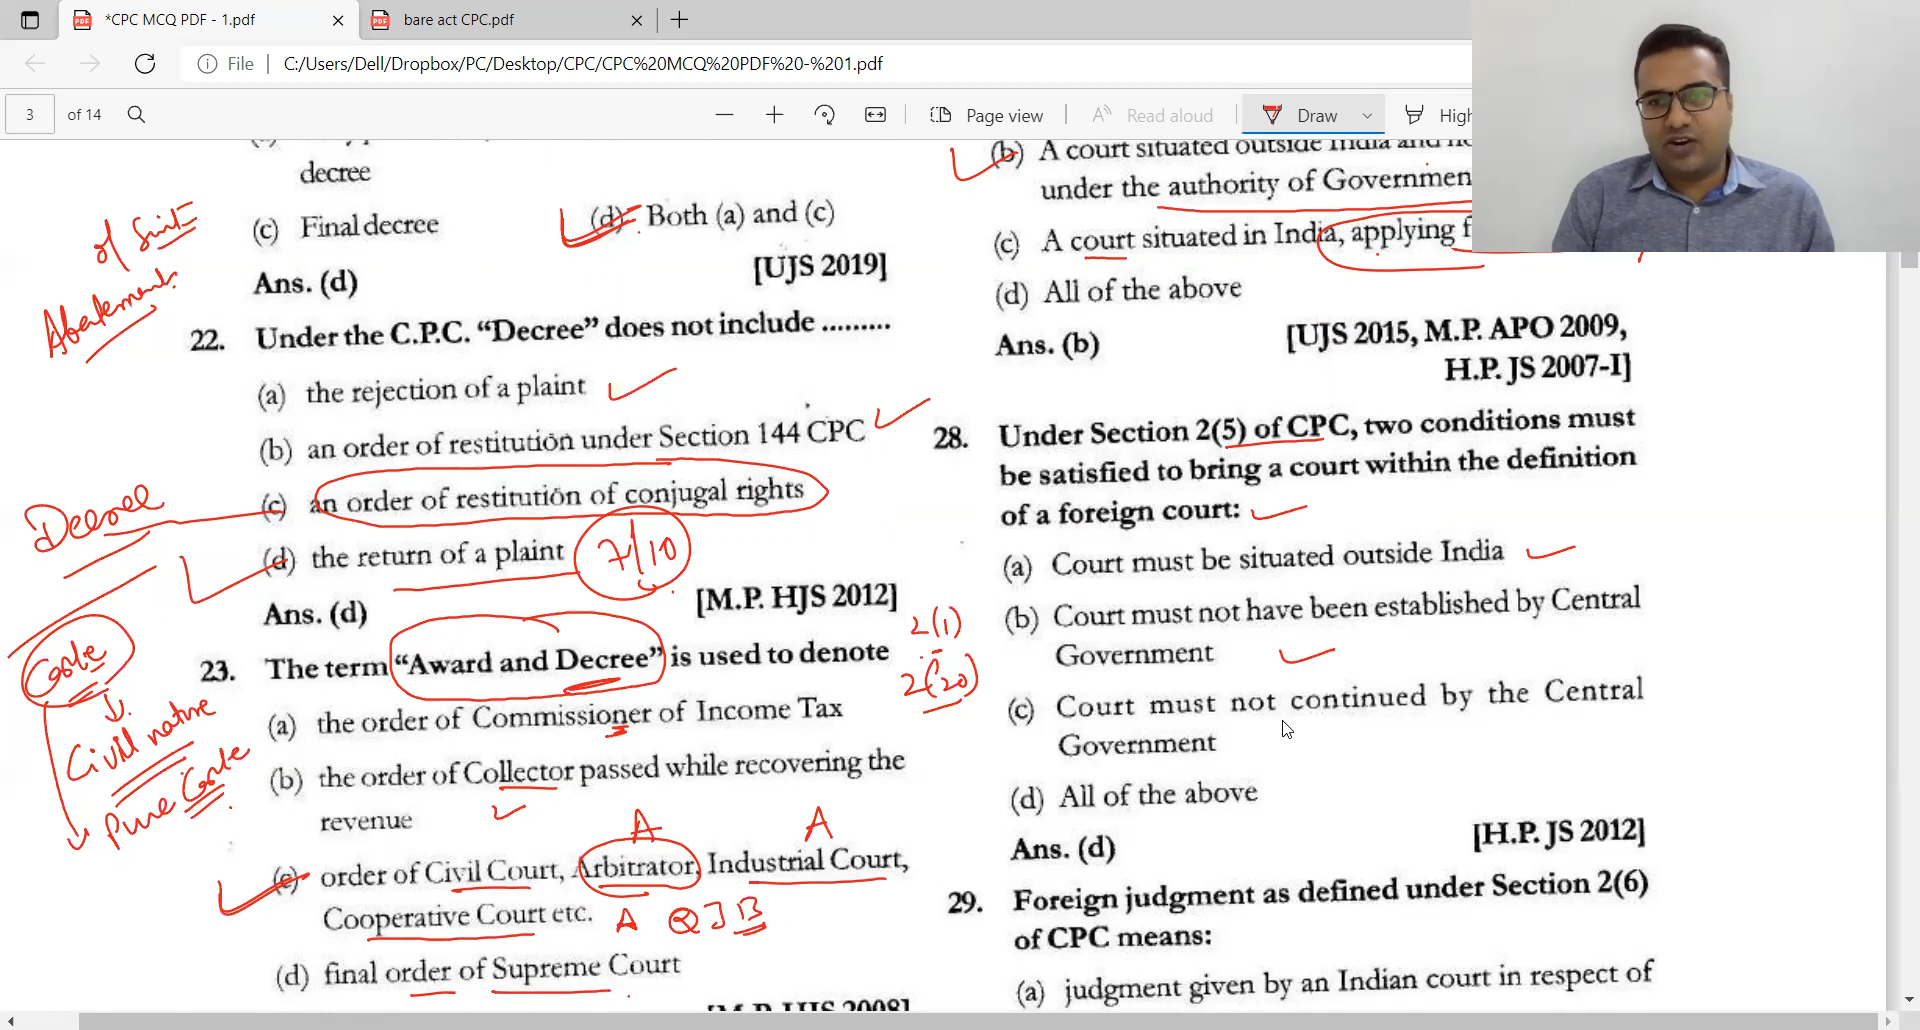 *CPC MCQ PDF - 1.pdf
bare act CPC.pdf
File
C:/Users/Dell/Dropbox/PC/Desktop/CPC/CPC%20MCQ%20PDF%20-%201.pdf
3 of 14
Page view
Read aloud
Draw
High
decree
(c) Final decree
(d) Both (a) and (c)
Ans. (d)
[UJS 2019]
of Suit
Abatement
22. Under the C.P.C. “Decree” does not include .........
(a) the rejection of a plaint
(b) an order of restitution under Section 144 CPC
(c) an order of restitution of conjugal rights
(d) the return of a plaint
7/10
Ans. (d)
[M.P. HJS 2012]
Decree
Civil nature
Pure
23. The term “Award and Decree” is used to denote
2(1)
2(20)
(a) the order of Commissioner of Income Tax
(b) the order of Collector passed while recovering the
revenue
A
A
(c) order of Civil Court, Arbitrator, Industrial Court,
Cooperative Court etc.
A QJB
(d) final order of Supreme Court
[M.P. HJS 2008]
(b) A court situated outside India and
under the authority of Governmen
(c) A court situated in India, applying f
(d) All of the above
Ans. (b)
[UJS 2015, M.P. APO 2009,
H.P. JS 2007-I]
28. Under Section 2(5) of CPC, two conditions must
be satisfied to bring a court within the definition
of a foreign court:
(a) Court must be situated outside India
(b) Court must not have been established by Central
Government
(c) Court must not continued by the Central
Government
(d) All of the above
Ans. (d)
[H.P. JS 2012]
29. Foreign judgment as defined under Section 2(6)
of CPC means:
(a) judgment given by an Indian court in respect of